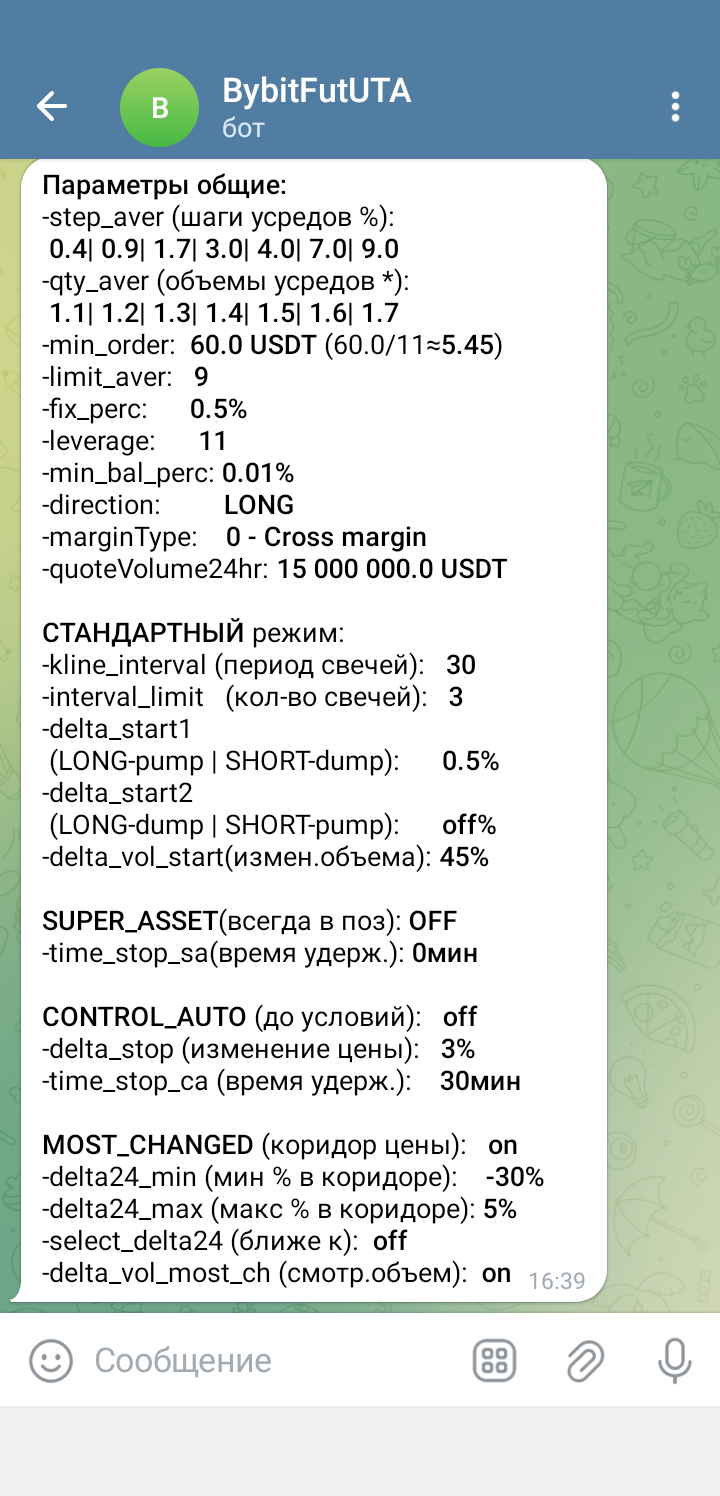 BybitFutUTA
бот
B
Параметры общие:
-step_aver (шаги усредов %):
0.4| 0.9| 1.7| 3.0| 4.0| 7.0| 9.0
-qty_aver (объемы усредов *):
1.1| 1.2| 1.3| 1.4| 1.5| 1.6| 1.7
-min_order: 60.0 USDT (60.0/11≈5.45)
-limit_aver: 9
-fix_perc: 0.5%
-leverage: 11
-min_bal_perc: 0.01%
-direction: LONG
-marginType: 0 - Cross margin
-quoteVolume24hr: 15 000 000.0 USDT
СТАНДАРТНЫЙ режим:
-kline_interval (период свечей): 30
-interval_limit (кол-во свечей): 3
-delta_start1
(LONG-pump | SHORT-dump): 0.5%
-delta_start2
(LONG-dump | SHORT-pump): off%
-delta_vol_start(измен.объема): 45%
SUPER_ASSET(всегда в поз): OFF
-time_stop_sa(время удерж.): 0мин
CONTROL_AUTO (до условий): off
-delta_stop (изменение цены): 3%
-time_stop_ca (время удерж.): 30мин
MOST_CHANGED (коридор цены): on
-delta24_min (мин % в коридоре): -30%
-delta24_max (макс % в коридоре): 5%
-select_delta24 (ближе к): off
-delta_vol_most_ch (смотр.объем): on 16:39
Сообщение